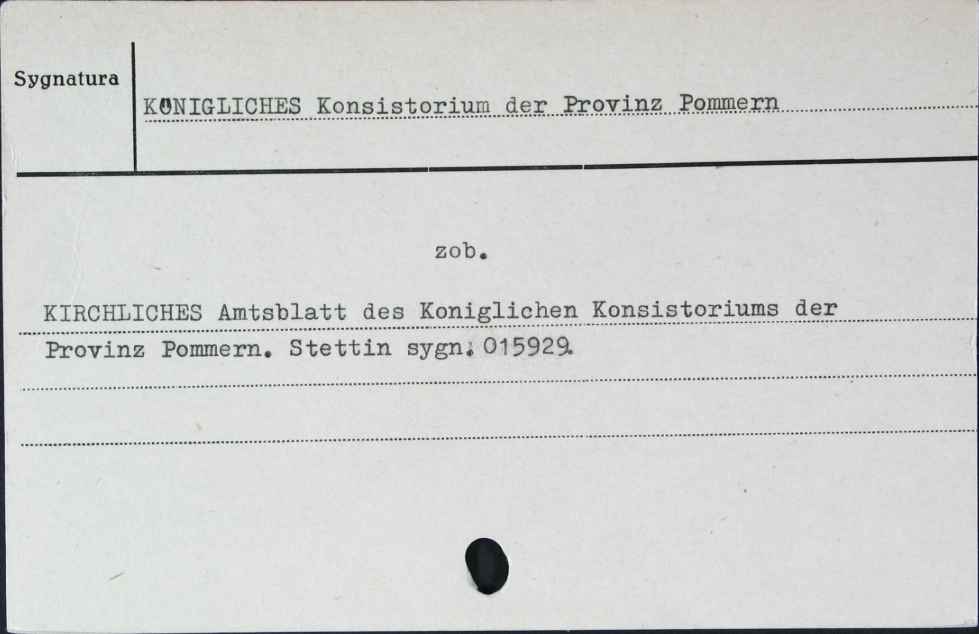 Sygnatura
KÖNIGLICHES Konsistorium der Provinz Pommern
zob.
KIRCHLICHES Amtsblatt des Koniglichen Konsistoriums der
Provinz Pommern. Stettin sygn. 015929.